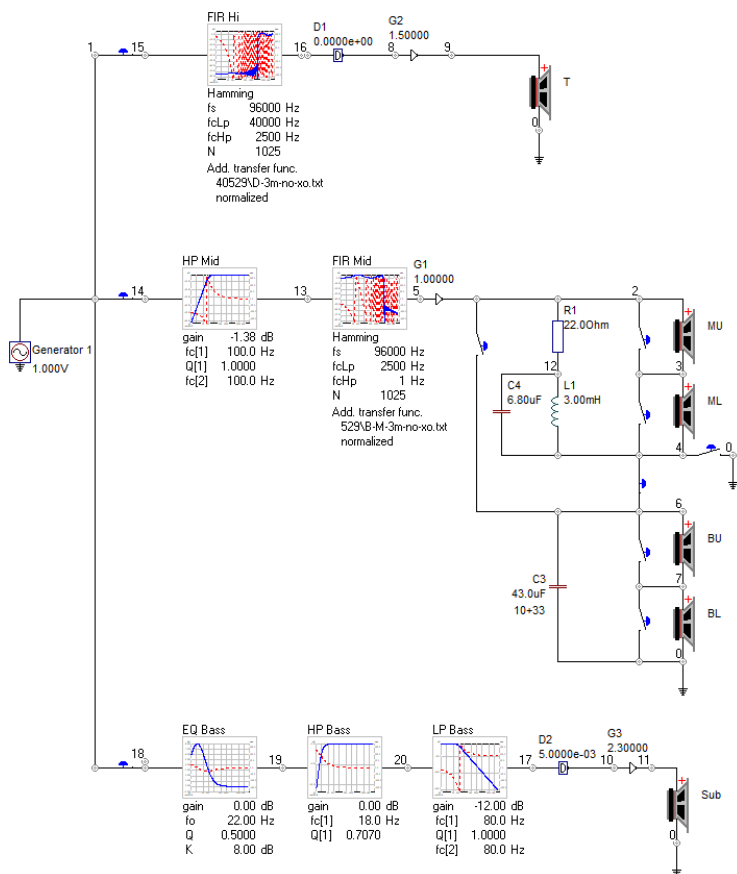 FIR Hi
D1
0.0000e+00
G2
1.50000
1
15
16
8
9
T
0
Hamming
fs 96000 Hz
fcLp 40000 Hz
fcHp 2500 Hz
N 1025
Add. transfer func.
40529\D-3m-no-xo.txt
normalized
HP Mid
FIR Mid
G1
1.00000
14
13
5
2
gain -1.38 dB
fc[1] 100.0 Hz
Q[1] 1.0000
fc[2] 100.0 Hz
Hamming
fs 96000 Hz
fcLp 2500 Hz
fcHp 1 Hz
N 1025
Add. transfer func.
529\B-M-3m-no-xo.txt
normalized
Generator 1
1.000V
R1
22.0Ohm
MU
12
3
C4
6.80uF
L1
3.00mH
ML
4
0
6
BU
C3
43.0uF
10+33
7
BL
0
EQ Bass
HP Bass
LP Bass
D2
5.0000e-03
G3
2.30000
18
19
20
17
10
11
Sub
0
gain 0.00 dB
fo 22.00 Hz
Q 0.5000
K 8.00 dB
gain 0.00 dB
fc[1] 18.0 Hz
Q[1] 0.7070
gain -12.00 dB
fc[1] 80.0 Hz
Q[1] 1.0000
fc[2] 80.0 Hz